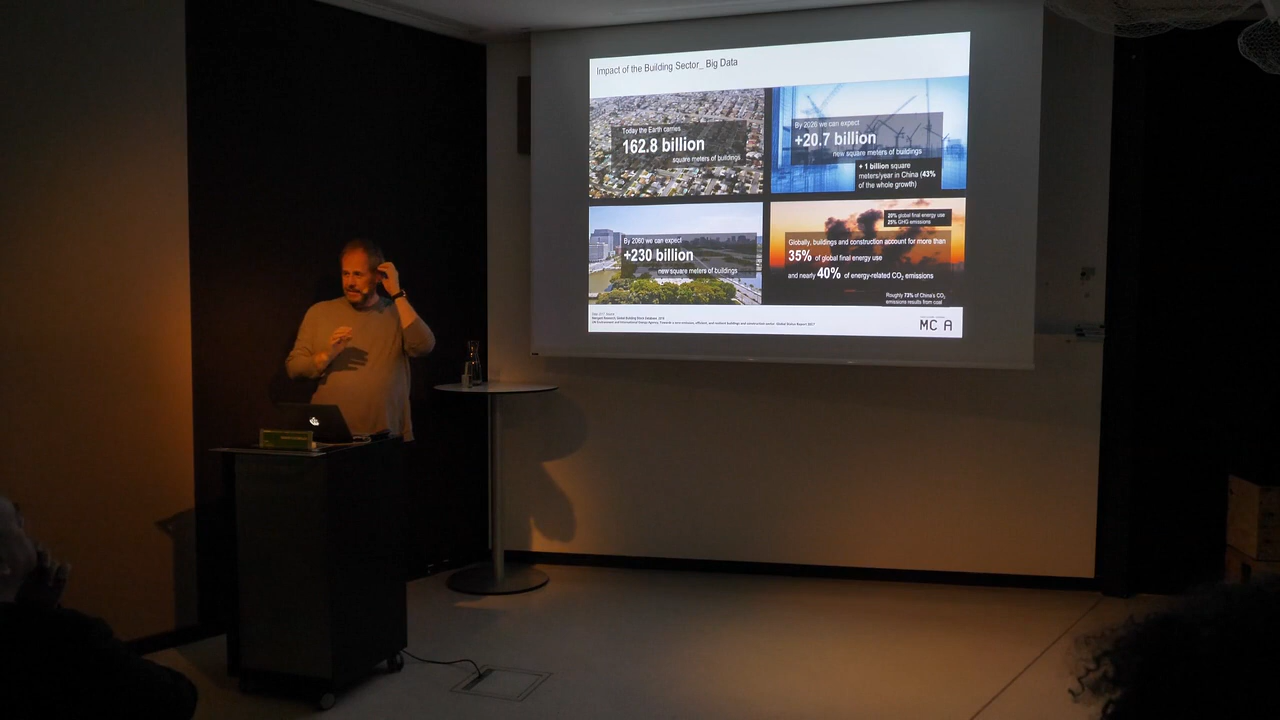 Impact of the Building Sector_ Big Data
Today the Earth carries
162.8 billion
square meters of buildings
By 2026 we can expect
+20.7 billion
new square meters of buildings
+ 1 billion square
meters/year in China (43%
of the whole growth)
By 2060 we can expect
+230 billion
new square meters of buildings
20% global final energy use
25% GHG emissions
Globally, buildings and construction account for more than
35% of global final energy use
and nearly 40% of energy-related CO2 emissions
Roughly 73% of China's CO2
emissions results from coal
MC A